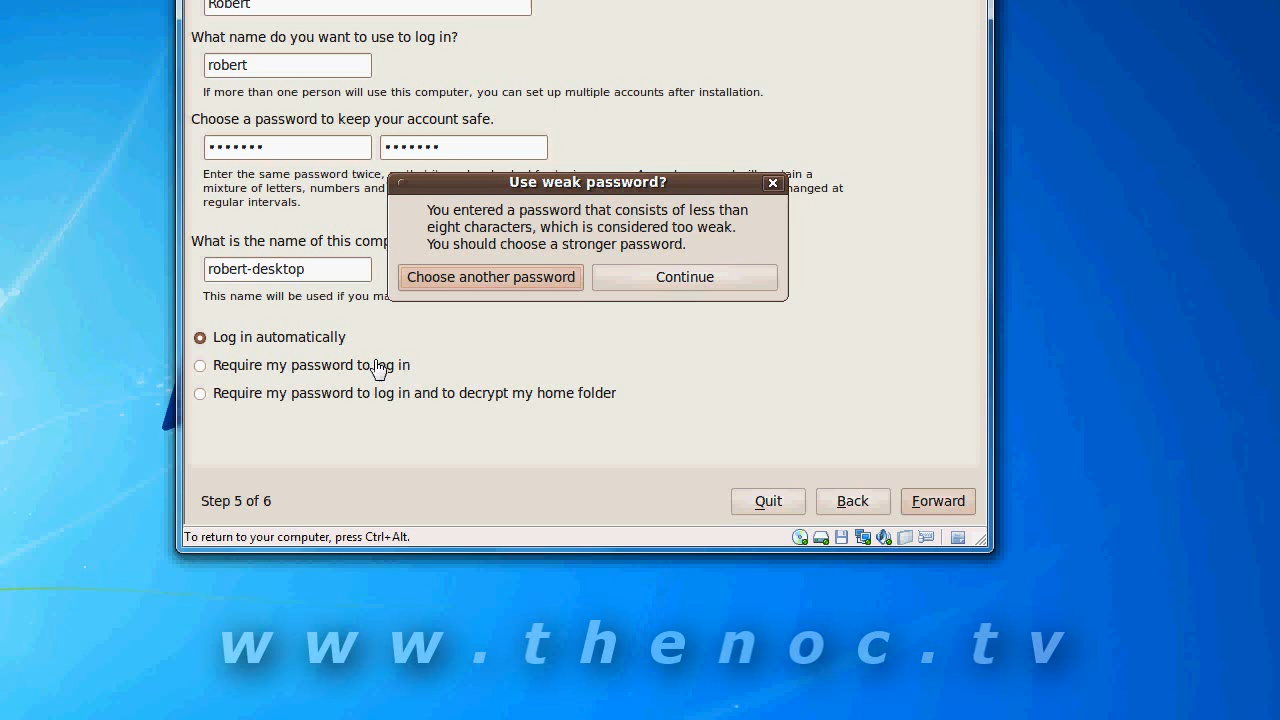 Robert
What name do you want to use to log in?
robert
If more than one person will use this computer, you can set up multiple accounts after installation.
Choose a password to keep your account safe.
••••••• •••••••
Enter the same password twice,
mixture of letters, numbers and
regular intervals.
Use weak password?
You entered a password that consists of less than
eight characters, which is considered too weak.
You should choose a stronger password.
Choose another password Continue
What is the name of this
robert-desktop
This name will be used if you
Log in automatically
Require my password to log in
Require my password to log in and to decrypt my home folder
Step 5 of 6
Quit Back Forward
To return to your computer, press Ctrl+Alt.
www.thenoc.tv